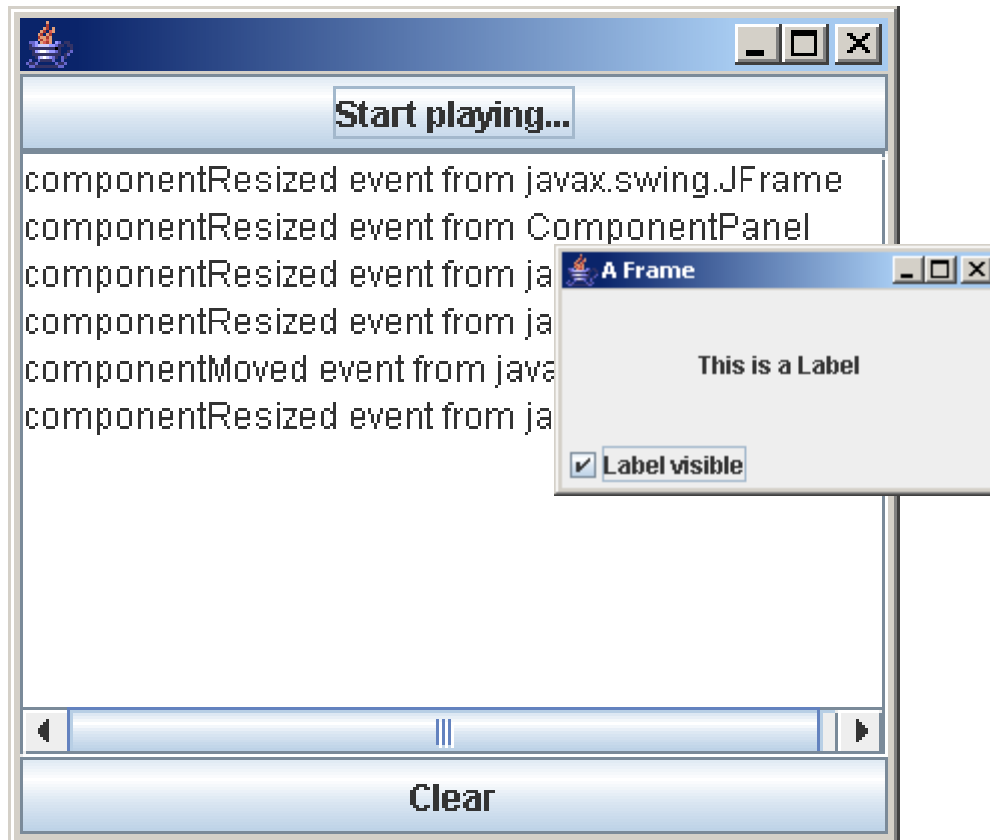 Start playing...
componentResized event from javax.swing.JFrame
componentResized event from ComponentPanel
componentResized event from ja
componentResized event from ja
componentMoved event from java
componentResized event from ja
A Frame
This is a Label
Label visible
Clear